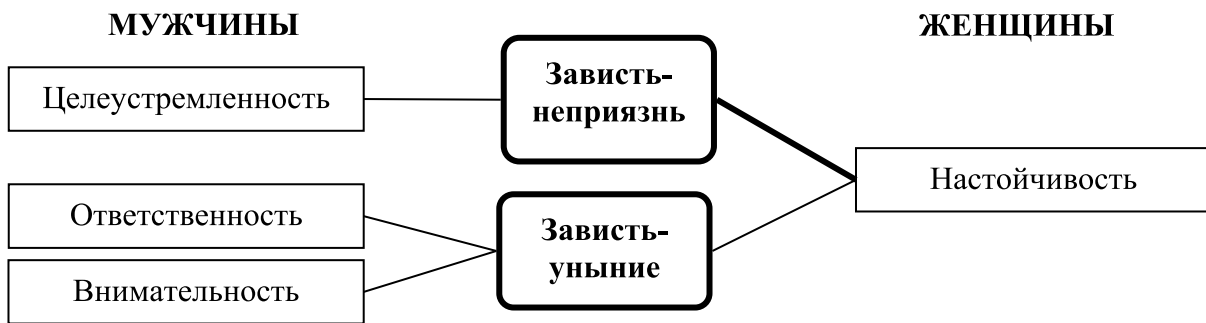 МУЖЧИНЫ
ЖЕНЩИНЫ
Целеустремленность
Зависть-
неприязнь
Настойчивость
Ответственность
Внимательность
Зависть-
уныние